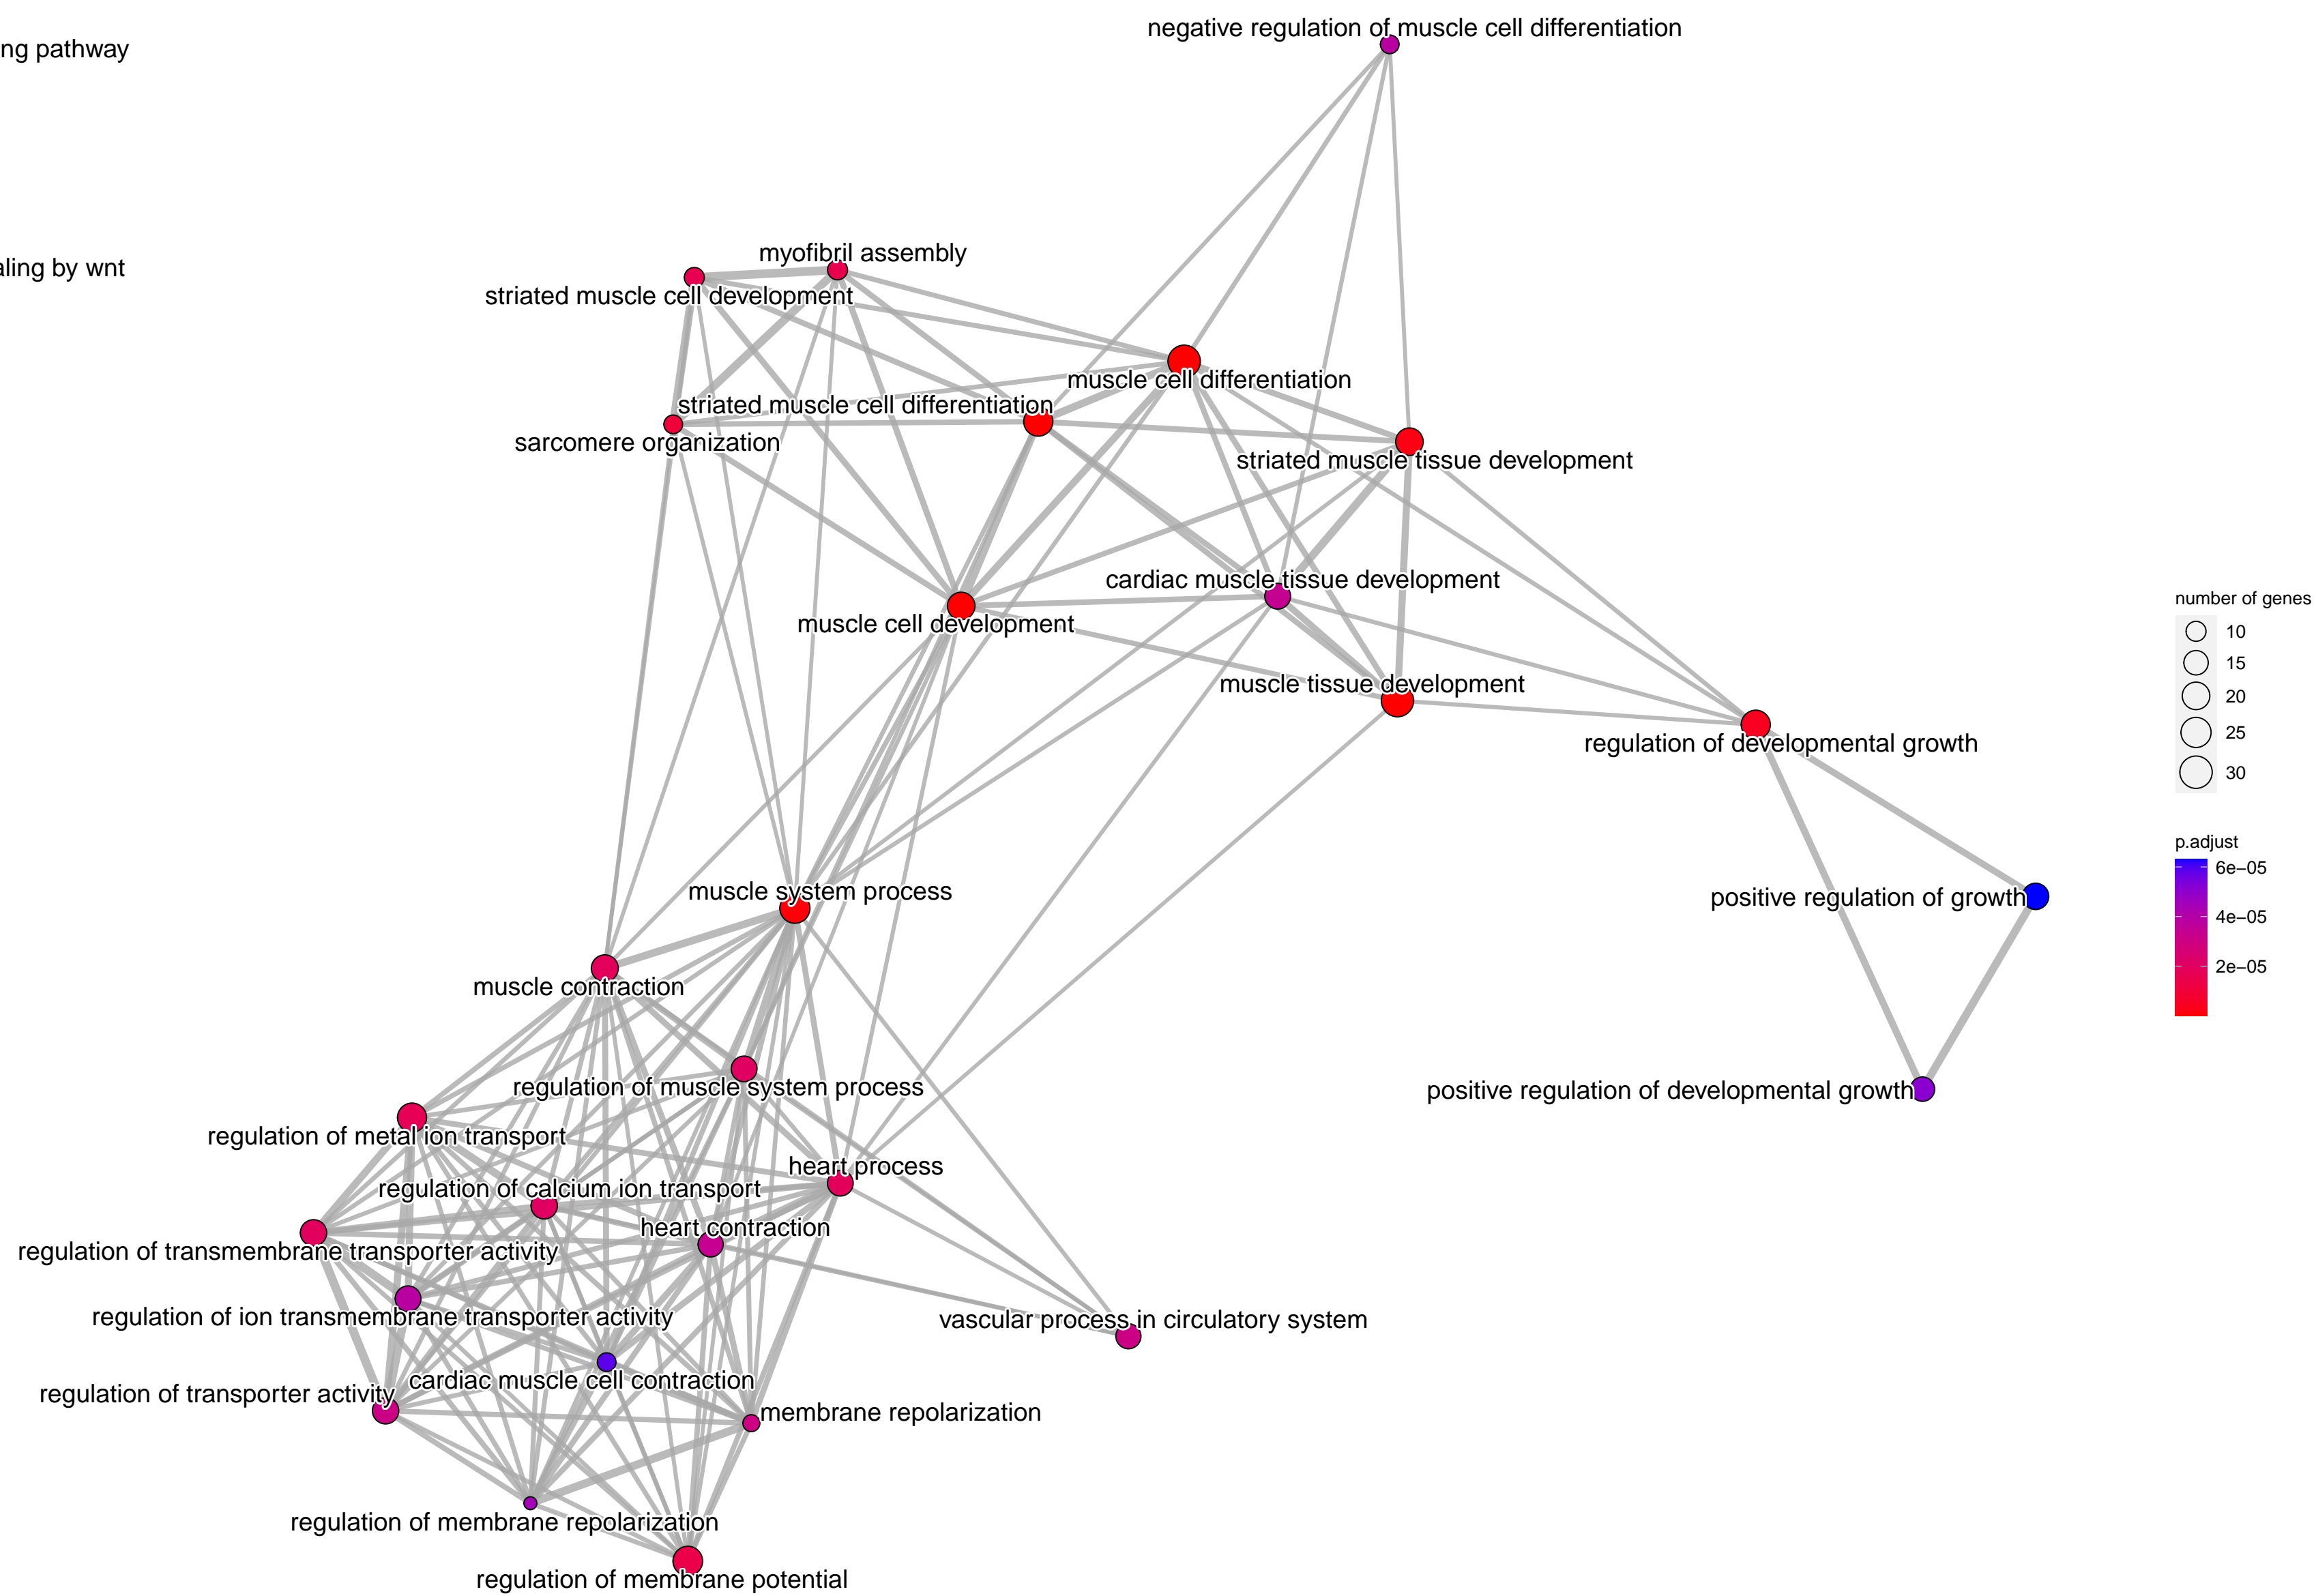 negative regulation of muscle cell differentiation
ng pathway
myofibril assembly
aling by wnt
striated muscle cell development
muscle cell differentiation
striated muscle cell differentiation
sarcomere organization
striated muscle tissue development
cardiac muscle tissue development
muscle cell development
muscle tissue development
regulation of developmental growth
number of genes
10
15
20
25
30
p.adjust
6e−05
4e−05
2e−05
muscle system process
positive regulation of growth
muscle contraction
regulation of muscle system process
positive regulation of developmental growth
regulation of metal ion transport
heart process
regulation of calcium ion transport
heart contraction
regulation of transmembrane transporter activity
regulation of ion transmembrane transporter activity
vascular process in circulatory system
cardiac muscle cell contraction
regulation of transporter activity
membrane repolarization
regulation of membrane repolarization
regulation of membrane potential